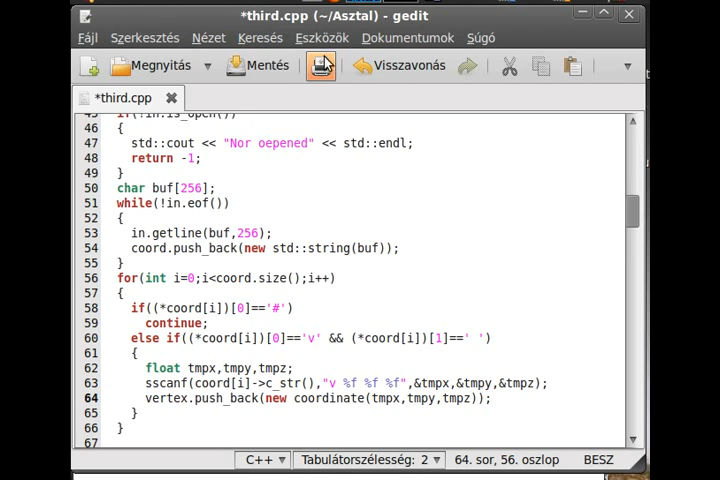 *third.cpp (~/Asztal) - gedit
Fájl Szerkesztés Nézet Keresés Eszközök Dokumentumok Súgó
Megnyitás Mentés Visszavonás
*third.cpp
45 if(!in.is_open())
46 {
47 std::cout << "Nor oepened" << std::endl;
48 return -1;
49 }
50 char buf[256];
51 while(!in.eof())
52 {
53 in.getline(buf,256);
54 coord.push_back(new std::string(buf));
55 }
56 for(int i=0;i<coord.size();i++)
57 {
58 if((*coord[i])[0]=='#')
59 continue;
60 else if((*coord[i])[0]=='v' && (*coord[i])[1]==' ')
61 {
62 float tmpx,tmpy,tmpz;
63 sscanf(coord[i]->c_str(),"v %f %f %f",&tmpx,&tmpy,&tmpz);
64 vertex.push_back(new coordinate(tmpx,tmpy,tmpz));
65 }
66 }
67
C++ Tabulátorszélesség: 2 64. sor, 56. oszlop BESZ